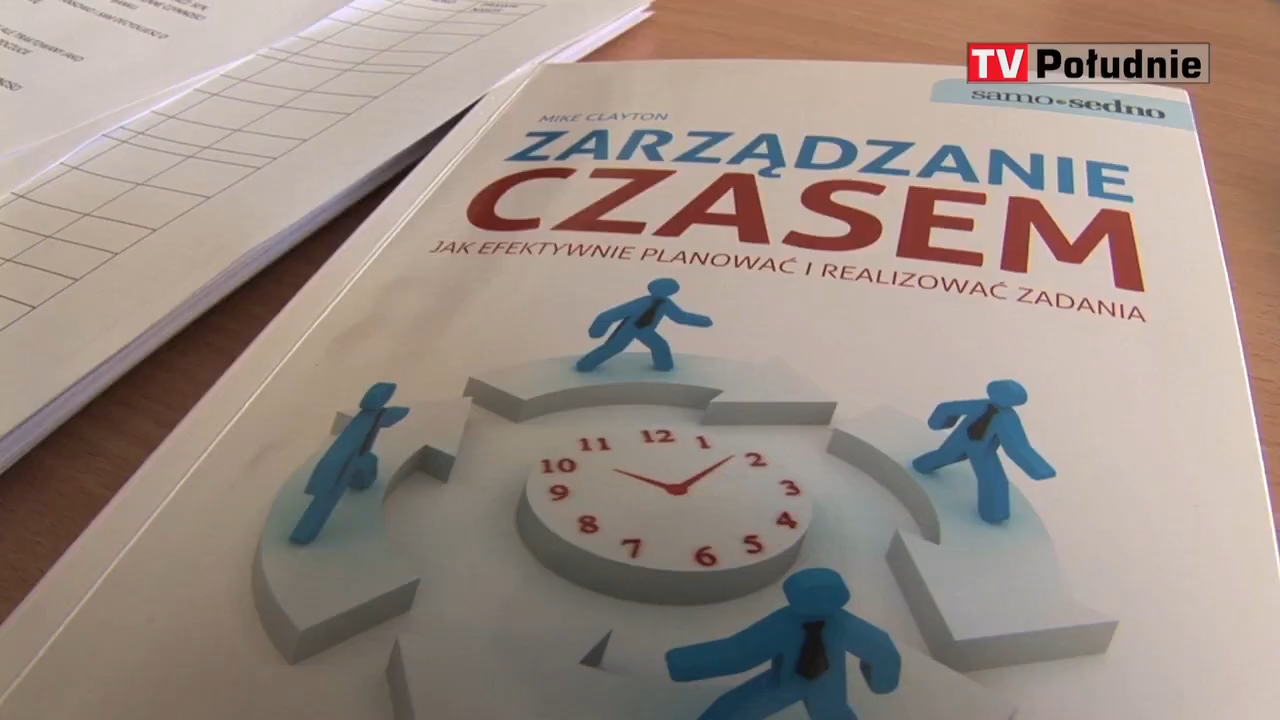 TV Południe
samo•sedno
MIKE CLAYTON
ZARZĄDZANIE
CZASEM
JAK EFEKTYWNIE PLANOWAĆ I REALIZOWAĆ ZADANIA
11 12 1
10 2
9 3
8 4
7 6 5